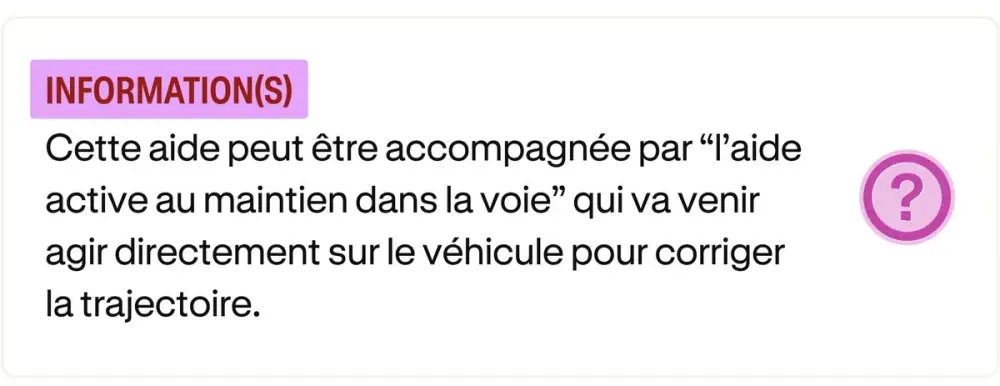 INFORMATION(S)
Cette aide peut être accompagnée par “l’aide
active au maintien dans la voie” qui va venir
agir directement sur le véhicule pour corriger
la trajectoire.
?